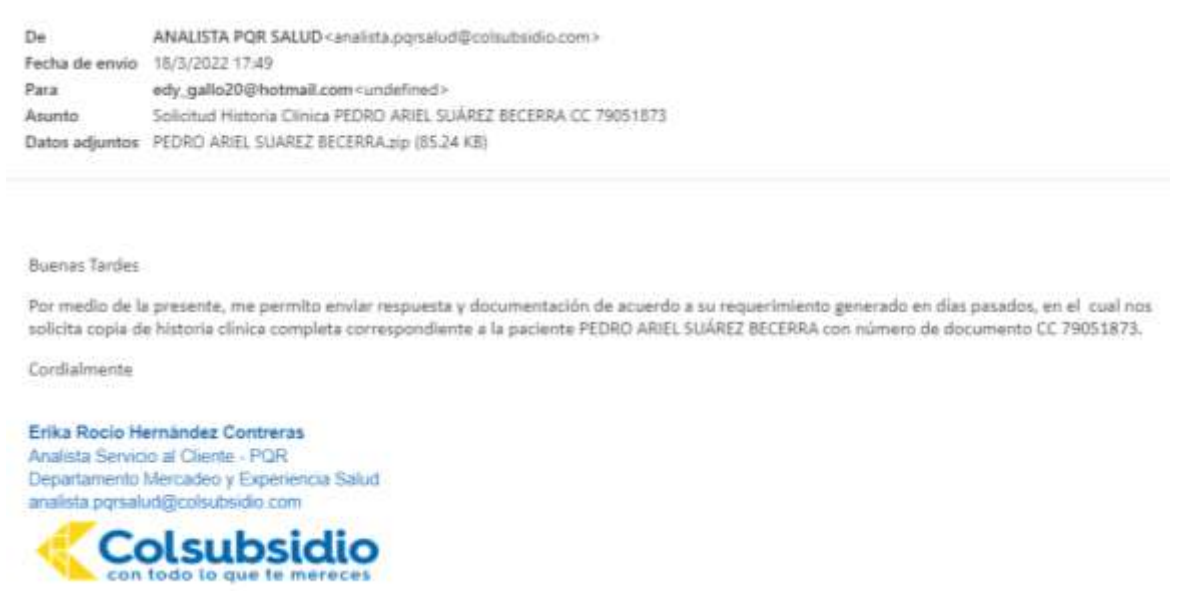 De ANALISTA PQR SALUD<analista.pqrsalud@colsubsidio.com>
Fecha de envío 18/3/2022 17:49
Para edy_gallo20@hotmail.com<undefined>
Asunto Solicitud Historia Clínica PEDRO ARIEL SUÁREZ BECERRA CC 79051873
Datos adjuntos PEDRO ARIEL SUAREZ BECERRA.zip (85.24 KB)
Buenas Tardes
Por medio de la presente, me permito enviar respuesta y documentación de acuerdo a su requerimiento generado en días pasados, en el cual nos
solicita copia de historia clínica completa correspondiente a la paciente PEDRO ARIEL SUÁREZ BECERRA con número de documento CC 79051873.
Cordialmente
Erika Rocio Hernández Contreras
Analista Servicio al Cliente - PQR
Departamento Mercadeo y Experiencia Salud
analista.pqrsalud@colsubsidio.com
Colsubsidio
con todo lo que te mereces